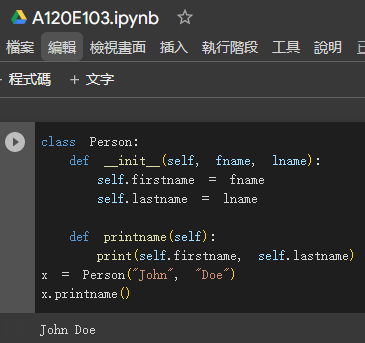 A120E103.ipynb
檔案 編輯 檢視畫面 插入 執行階段 工具 說明
+ 程式碼 + 文字
class Person:
    def __init__(self, fname, lname):
        self.firstname = fname
        self.lastname = lname

    def printname(self):
        print(self.firstname, self.lastname)
x = Person("John", "Doe")
x.printname()
John Doe